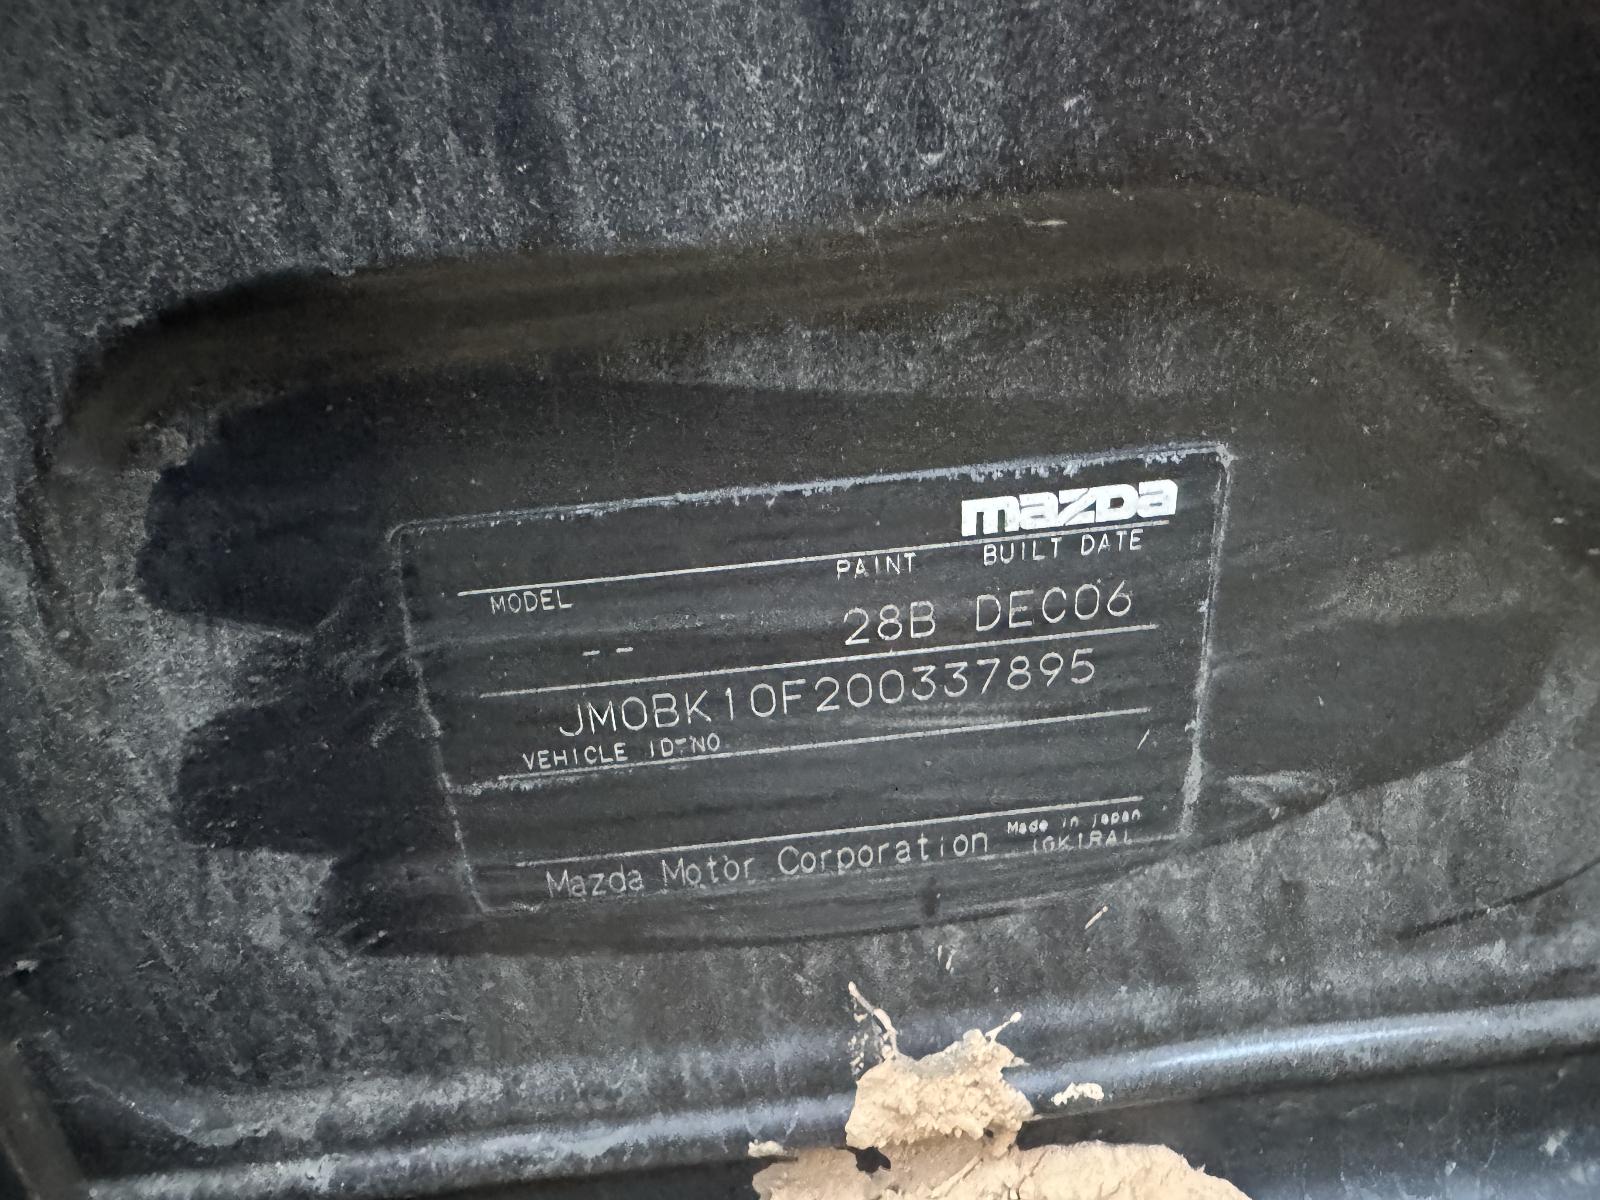 mazda
MODEL PAINT BUILT DATE
-- 28B DEC06
JM0BK10F200337895
VEHICLE ID-NO
Mazda Motor Corporation
Made in Japan